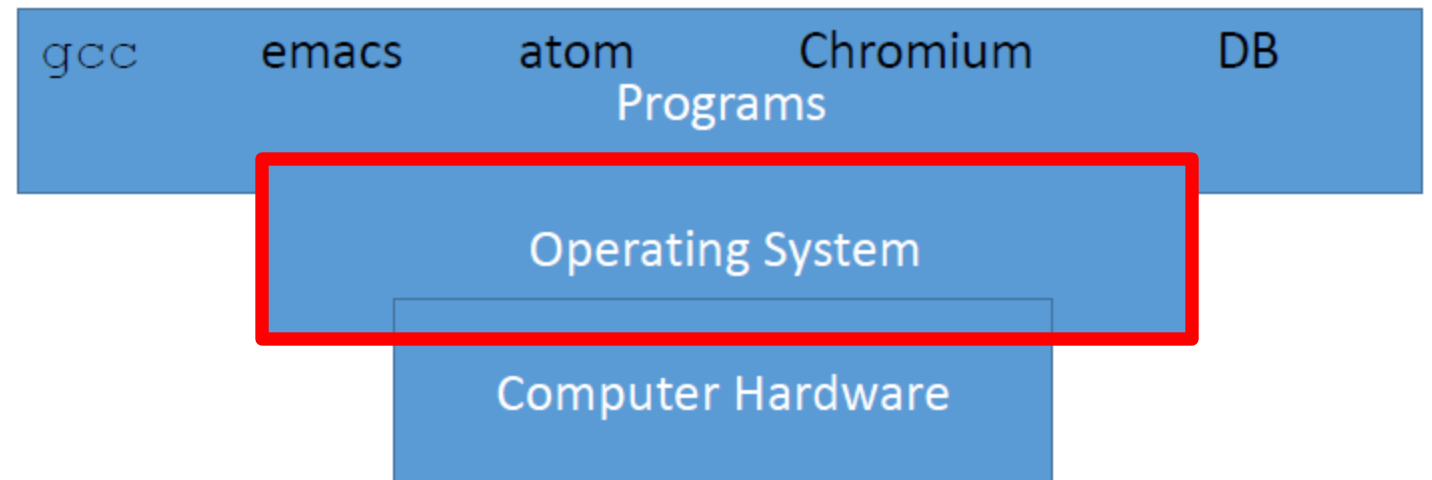 gcc emacs atom Chromium DB
Programs
Operating System
Computer Hardware